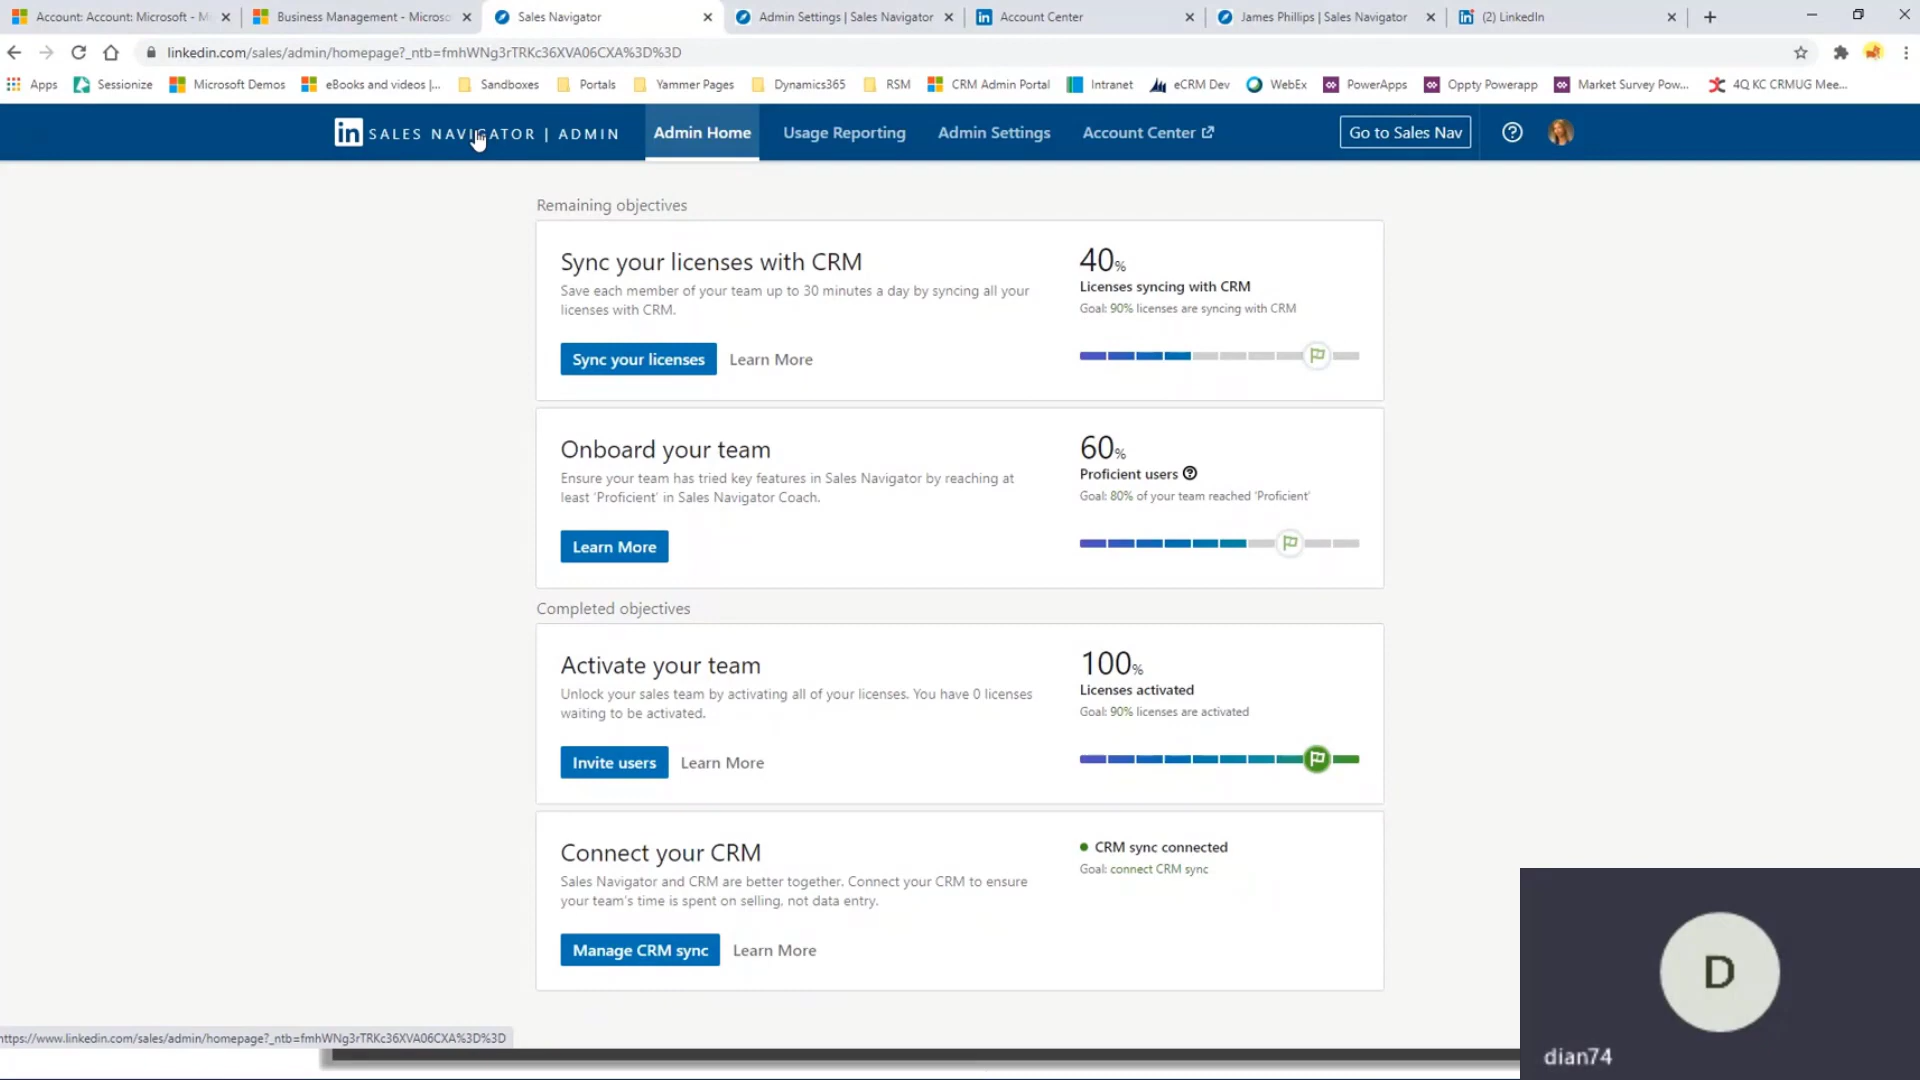 Account: Account: Microsoft - Mi
Business Management - Microso
Sales Navigator
Admin Settings | Sales Navigator
Account Center
James Phillips | Sales Navigator
(2) LinkedIn
linkedin.com/sales/admin/homepage?_ntb=fmhWNg3rTRKc36XVA06CXA%3D%3D
Apps
Sessionize
Microsoft Demos
eBooks and videos |...
Sandboxes
Portals
Yammer Pages
Dynamics365
RSM
CRM Admin Portal
Intranet
eCRM Dev
WebEx
PowerApps
Oppty Powerapp
Market Survey Pow...
4Q KC CRMUG Mee...
in SALES NAVIGATOR | ADMIN
Admin Home
Usage Reporting
Admin Settings
Account Center
Go to Sales Nav
Remaining objectives
Sync your licenses with CRM
Save each member of your team up to 30 minutes a day by syncing all your
licenses with CRM.
Sync your licenses
Learn More
40%
Licenses syncing with CRM
Goal: 90% licenses are syncing with CRM
Onboard your team
Ensure your team has tried key features in Sales Navigator by reaching at
least 'Proficient' in Sales Navigator Coach.
Learn More
60%
Proficient users
Goal: 80% of your team reached 'Proficient'
Completed objectives
Activate your team
Unlock your sales team by activating all of your licenses. You have 0 licenses
waiting to be activated.
Invite users
Learn More
100%
Licenses activated
Goal: 90% licenses are activated
Connect your CRM
Sales Navigator and CRM are better together. Connect your CRM to ensure
your team's time is spent on selling, not data entry.
Manage CRM sync
Learn More
CRM sync connected
Goal: connect CRM sync
https://www.linkedin.com/sales/admin/homepage?_ntb=fmhWNg3rTRKc36XVA06CXA%3D%3D
D
dian74